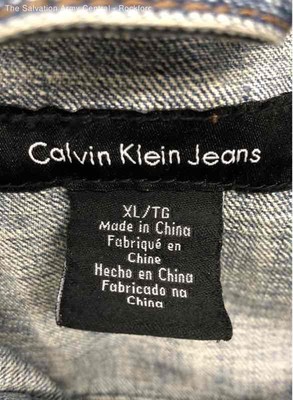 The Salvation Army Central - Rockford
Calvin Klein Jeans
XL/TG
Made in China
Fabriqué en
Chine
Hecho en China
Fabricado na
China